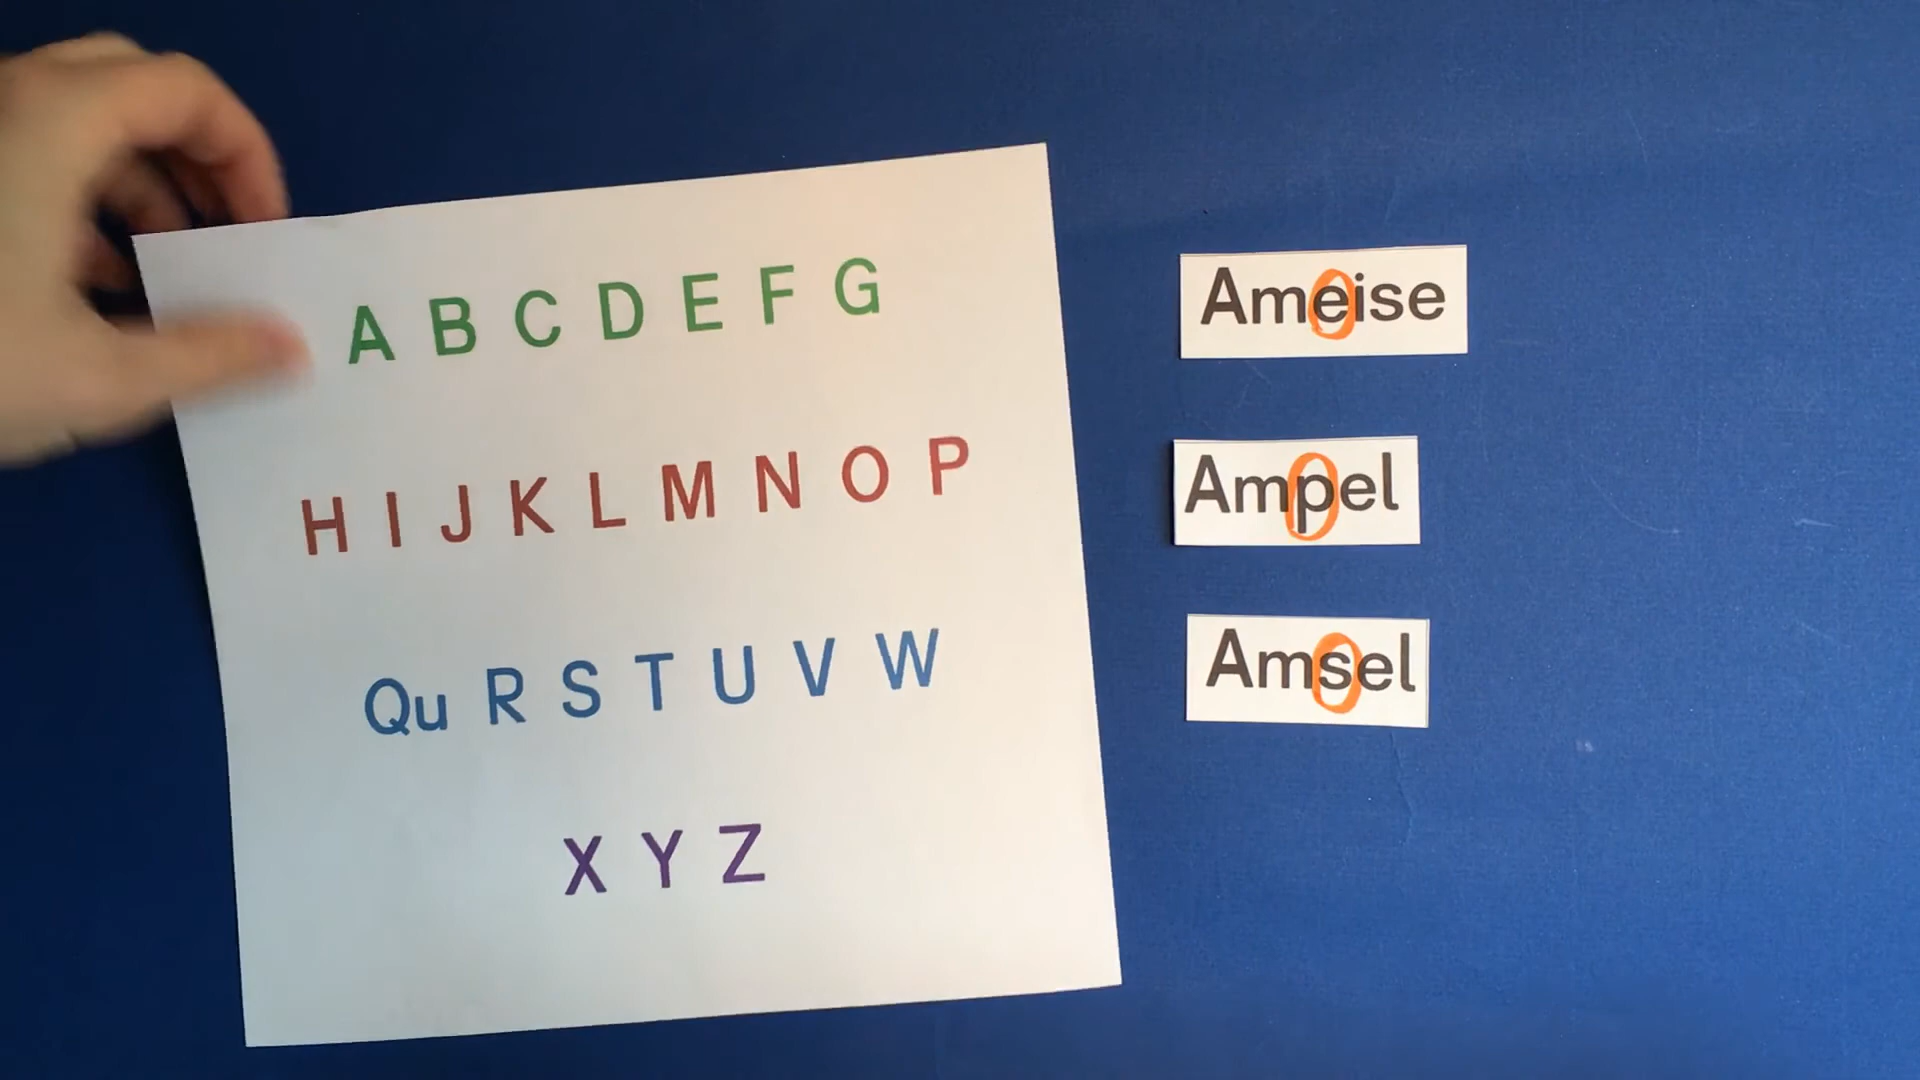 A B C D E F G
H I J K L M N O P
Qu R S T U V W
X Y Z
Ameise
Ampel
Amsel